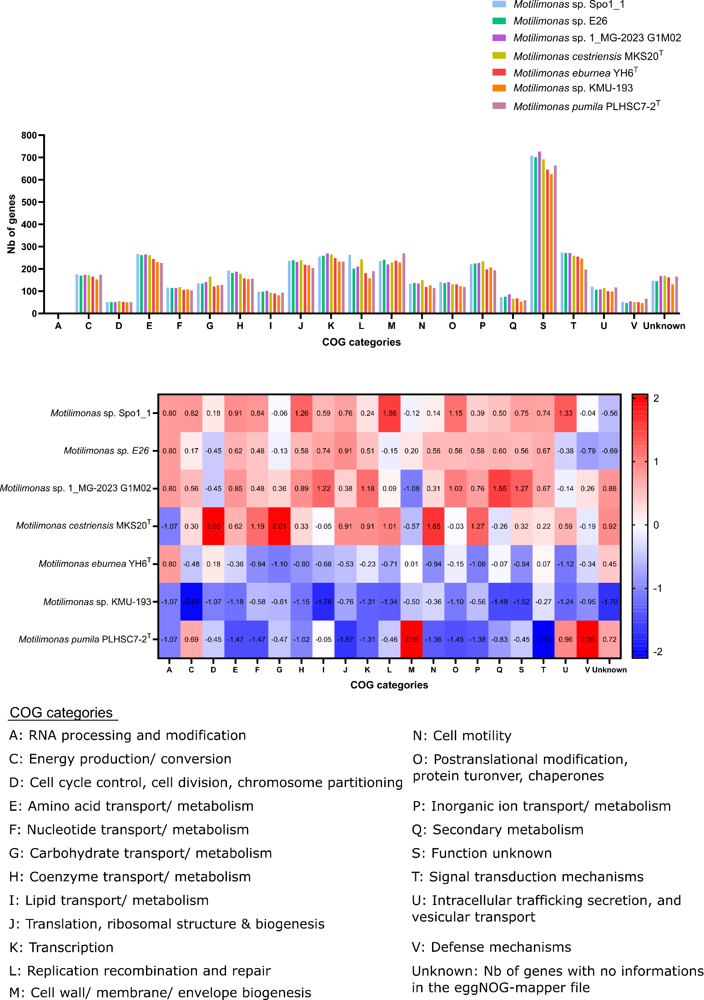 Motilimonas sp. Spo1_1
Motilimonas sp. E26
Motilimonas sp. 1_MG-2023 G1M02
Motilimonas cestriensis MKS20T
Motilimonas eburnea YH6T
Motilimonas sp. KMU-193
Motilimonas pumila PLHSC7-2T
800
700
600
500
400
300
200
100
0
Nb of genes
A C D E F G H I J K L M N O P Q S T U V Unknown
COG categories
Motilimonas sp. Spo1_1 0.80 0.82 0.18 0.91 0.84 -0.06 1.26 0.59 0.76 0.24 1.56 -0.12 0.14 1.15 0.39 0.50 0.75 0.74 1.33 -0.04 -0.56
Motilimonas sp. E26 0.80 0.17 -0.45 0.62 0.48 -0.13 0.58 0.74 0.91 0.51 -0.15 0.20 0.56 0.56 0.58 0.60 0.56 0.67 -0.38 -0.79 -0.69
Motilimonas sp. 1_MG-2023 G1M02 0.80 0.56 -0.45 0.85 0.48 0.36 0.89 1.22 0.38 1.18 0.09 -1.08 0.31 1.03 0.76 1.55 1.27 0.67 -0.14 0.26 0.86
Motilimonas cestriensis MKS20T -1.07 0.30 2.05 0.62 1.19 2.01 0.33 -0.05 0.91 0.91 1.01 -0.57 1.65 -0.03 1.27 -0.26 0.32 0.22 0.59 -0.19 0.92
Motilimonas eburnea YH6T 0.80 -0.48 0.18 -0.36 -0.94 -1.10 -0.90 -0.68 -0.53 -0.23 -0.71 0.01 -0.94 -0.15 -1.06 -0.07 -0.94 0.07 -1.12 -0.34 0.45
Motilimonas sp. KMU-193 -1.07 -2.05 -1.07 -1.18 -0.58 -0.61 -1.15 -1.78 -0.76 -1.31 -1.34 -0.50 -0.36 -1.10 -0.56 -1.49 -1.52 -0.27 -1.24 -0.95 -1.70
Motilimonas pumila PLHSC7-2T -1.07 0.69 -0.45 -1.47 -1.47 -0.47 -1.02 -0.05 -1.67 -1.31 -0.46 2.05 -1.36 -1.45 -1.38 -0.83 -0.45 -2.10 0.96 2.06 0.72
2
1
0
-1
-2
A C D E F G H I J K L M N O P Q S T U V Unknown
COG categories
COG categories
A: RNA processing and modification
C: Energy production/ conversion
D: Cell cycle control, cell division, chromosome partitioning
E: Amino acid transport/ metabolism
F: Nucleotide transport/ metabolism
G: Carbohydrate transport/ metabolism
H: Coenzyme transport/ metabolism
I: Lipid transport/ metabolism
J: Translation, ribosomal structure & biogenesis
K: Transcription
L: Replication recombination and repair
M: Cell wall/ membrane/ envelope biogenesis
N: Cell motility
O: Postranslational modification,
protein turonver, chaperones
P: Inorganic ion transport/ metabolism
Q: Secondary metabolism
S: Function unknown
T: Signal transduction mechanisms
U: Intracellular trafficking secretion, and
vesicular transport
V: Defense mechanisms
Unknown: Nb of genes with no informations
in the eggNOG-mapper file